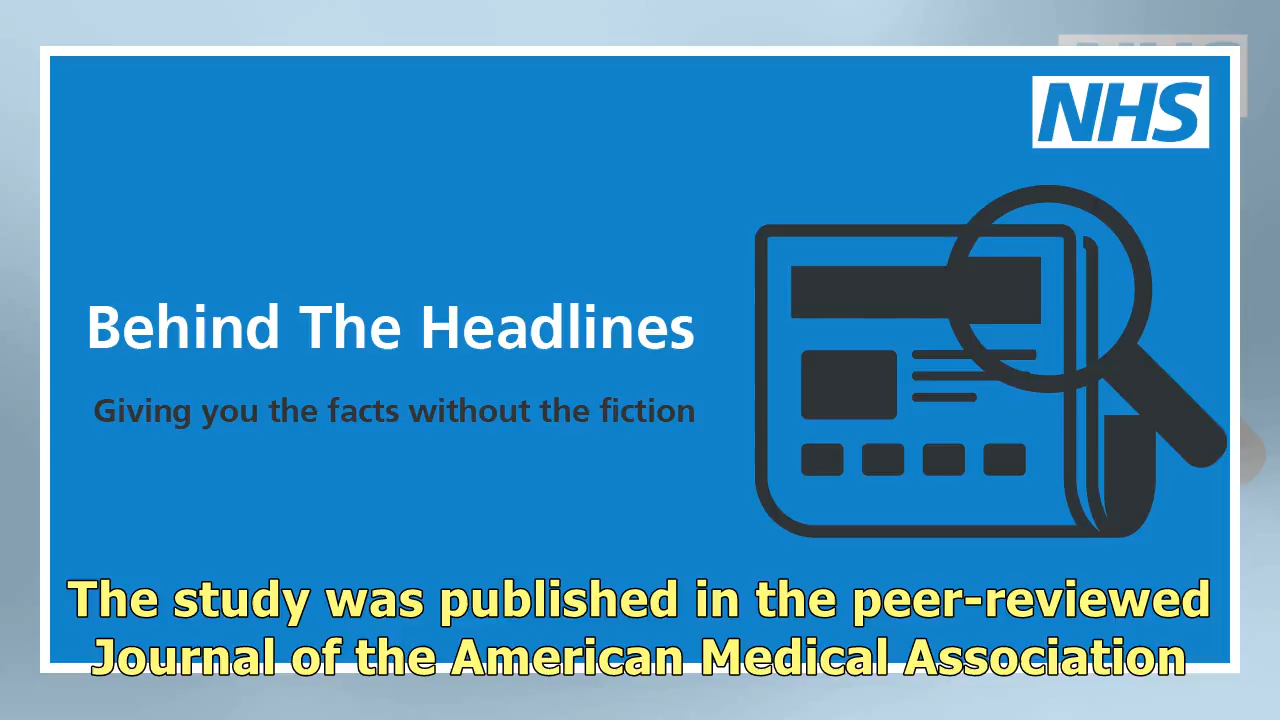 NHS
NHS
Behind The Headlines
Giving you the facts without the fiction
The study was published in the peer-reviewed
Journal of the American Medical Association